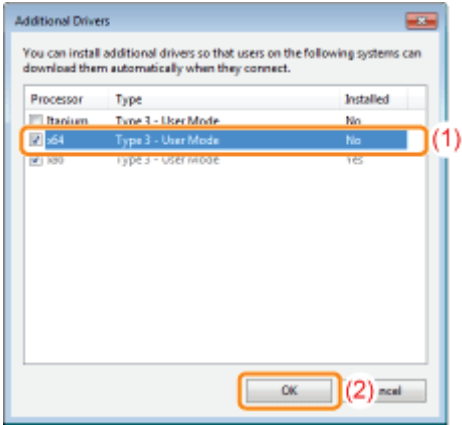 Additional Drivers
You can install additional drivers so that users on the following systems can
download them automatically when they connect.
Processor Type Installed
Itanium Type 3 - User Mode No
x64 Type 3 - User Mode No
(1)
x86 Type 3 - User Mode Yes
OK (2) ncel